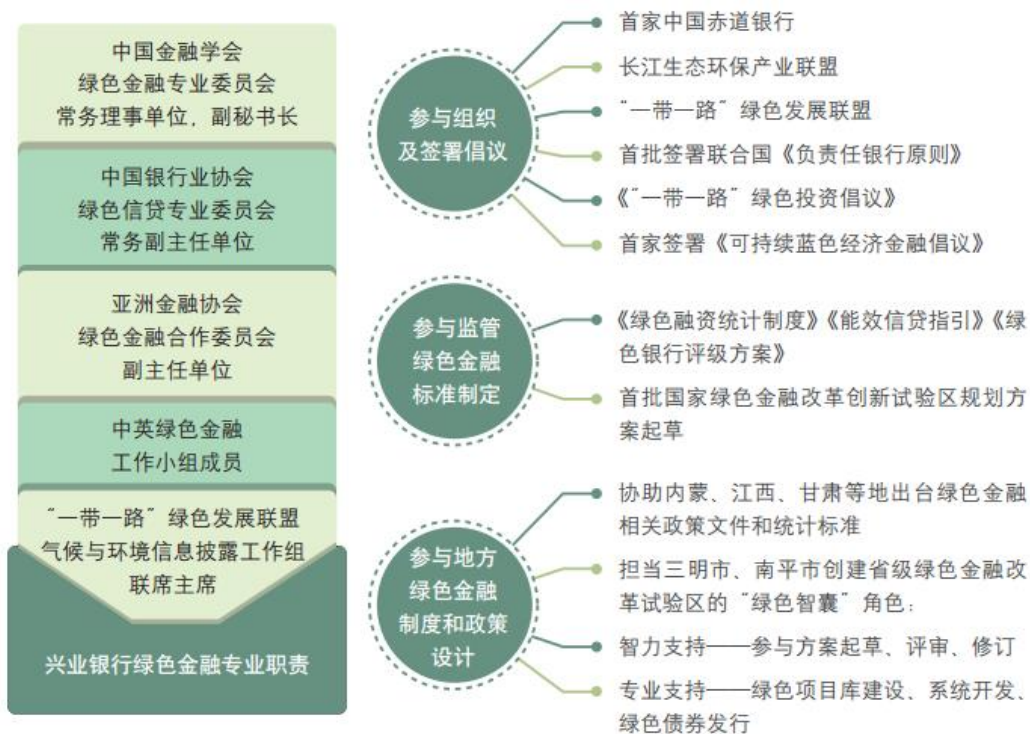 中国金融学会
绿色金融专业委员会
常务理事单位，副秘书长
中国银行业协会
绿色信贷专业委员会
常务副主任单位
亚洲金融协会
绿色金融合作委员会
副主任单位
中英绿色金融
工作小组成员
“一带一路”绿色发展联盟
气候与环境信息披露工作组
联席主席
兴业银行绿色金融专业职责
参与组织
及签署倡议
首家中国赤道银行
长江生态环保产业联盟
“一带一路”绿色发展联盟
首批签署联合国《负责任银行原则》
《“一带一路”绿色投资倡议》
首家签署《可持续蓝色经济金融倡议》
参与监管
绿色金融
标准制定
《绿色融资统计制度》《能效信贷指引》《绿
色银行评级方案》
首批国家绿色金融改革创新试验区规划方
案起草
参与地方
绿色金融
制度和政策
设计
协助内蒙、江西、甘肃等地出台绿色金融
相关政策文件和统计标准
担当三明市、南平市创建省级绿色金融改
革试验区的“绿色智囊”角色：
智力支持——参与方案起草、评审、修订
专业支持——绿色项目库建设、系统开发、
绿色债券发行